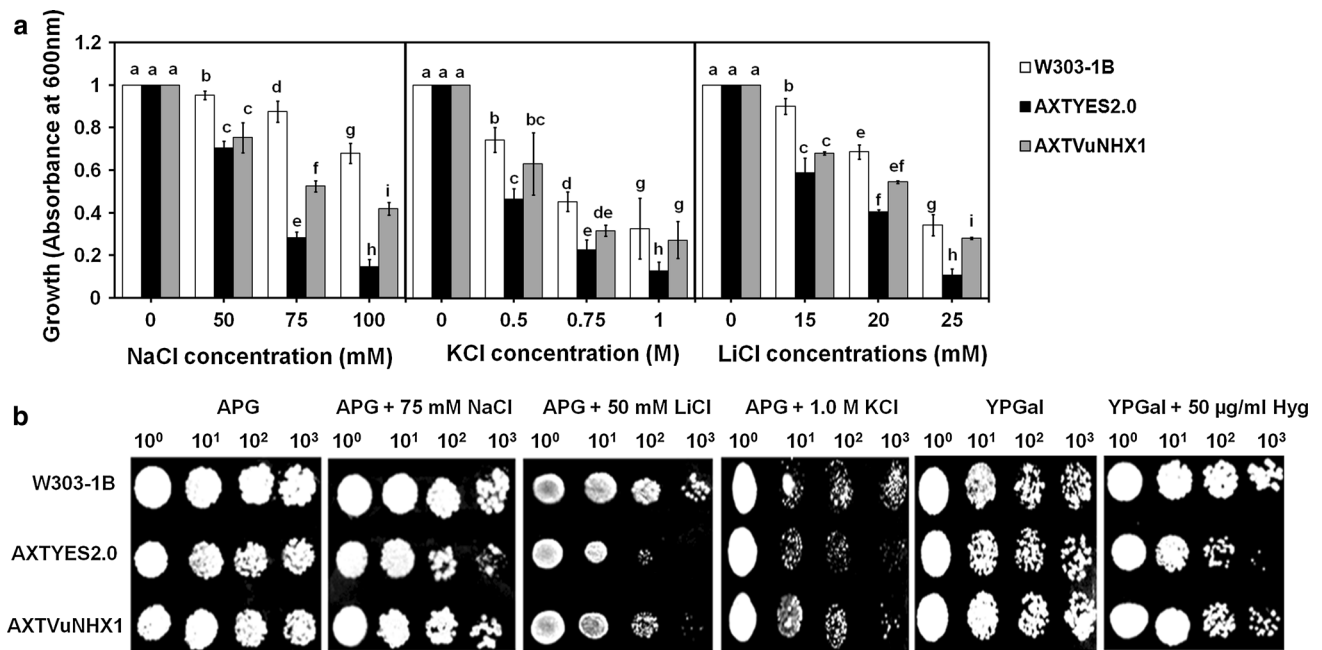 a
Growth (Absorbance at 600nm)
1.2
1
0.8
0.6
0.4
0.2
0
a a a b c c d e f g h i
a a a b c bc d e de g h g
a a a b c c e f ef g h i
0 50 75 100
0 0.5 0.75 1
0 15 20 25
NaCl concentration (mM)
KCl concentration (M)
LiCl concentrations (mM)
W303-1B
AXTYES2.0
AXTVuNHX1
b
APG
APG + 75 mM NaCl
APG + 50 mM LiCl
APG + 1.0 M KCl
YPGal
YPGal + 50 µg/ml Hyg
10⁰ 10¹ 10² 10³
10⁰ 10¹ 10² 10³
10⁰ 10¹ 10² 10³
10⁰ 10¹ 10² 10³
10⁰ 10¹ 10² 10³
10⁰ 10¹ 10² 10³
W303-1B
AXTYES2.0
AXTVuNHX1